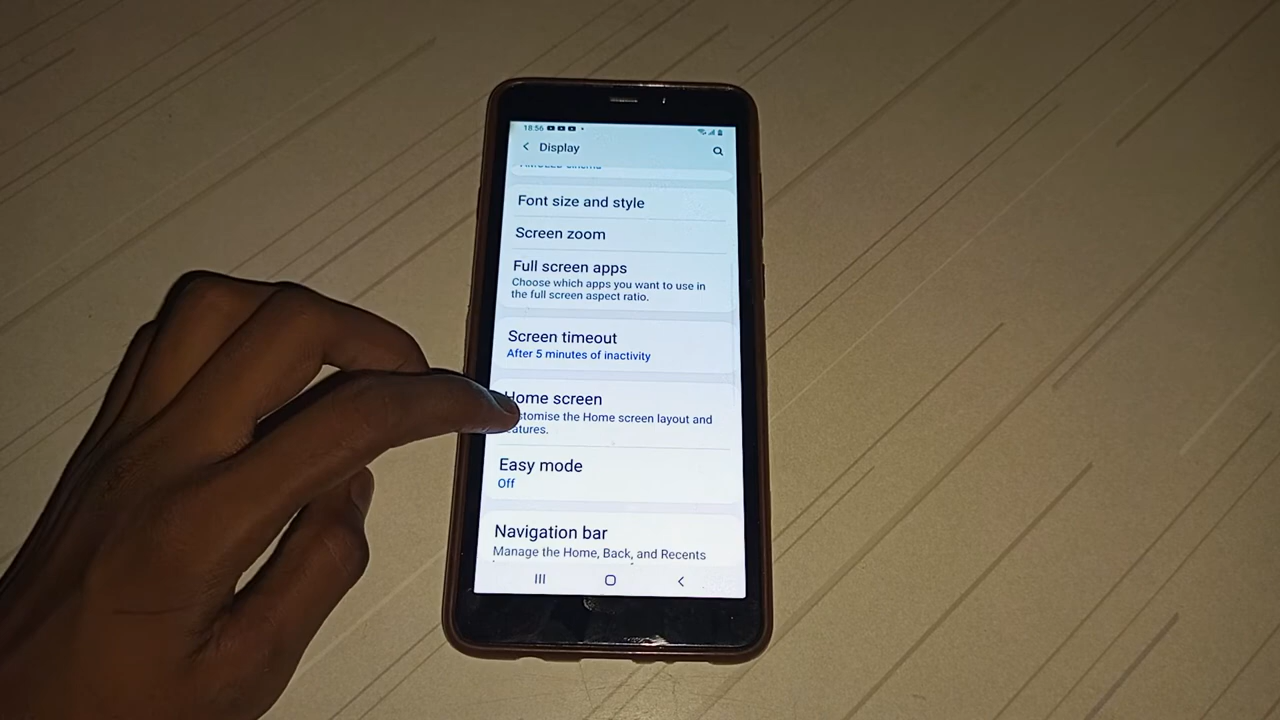 18:56
Display
Font size and style
Screen zoom
Full screen apps
Choose which apps you want to use in
the full screen aspect ratio.
Screen timeout
After 5 minutes of inactivity
Home screen
stomise the Home screen layout and
atures.
Easy mode
Off
Navigation bar
Manage the Home, Back, and Recents